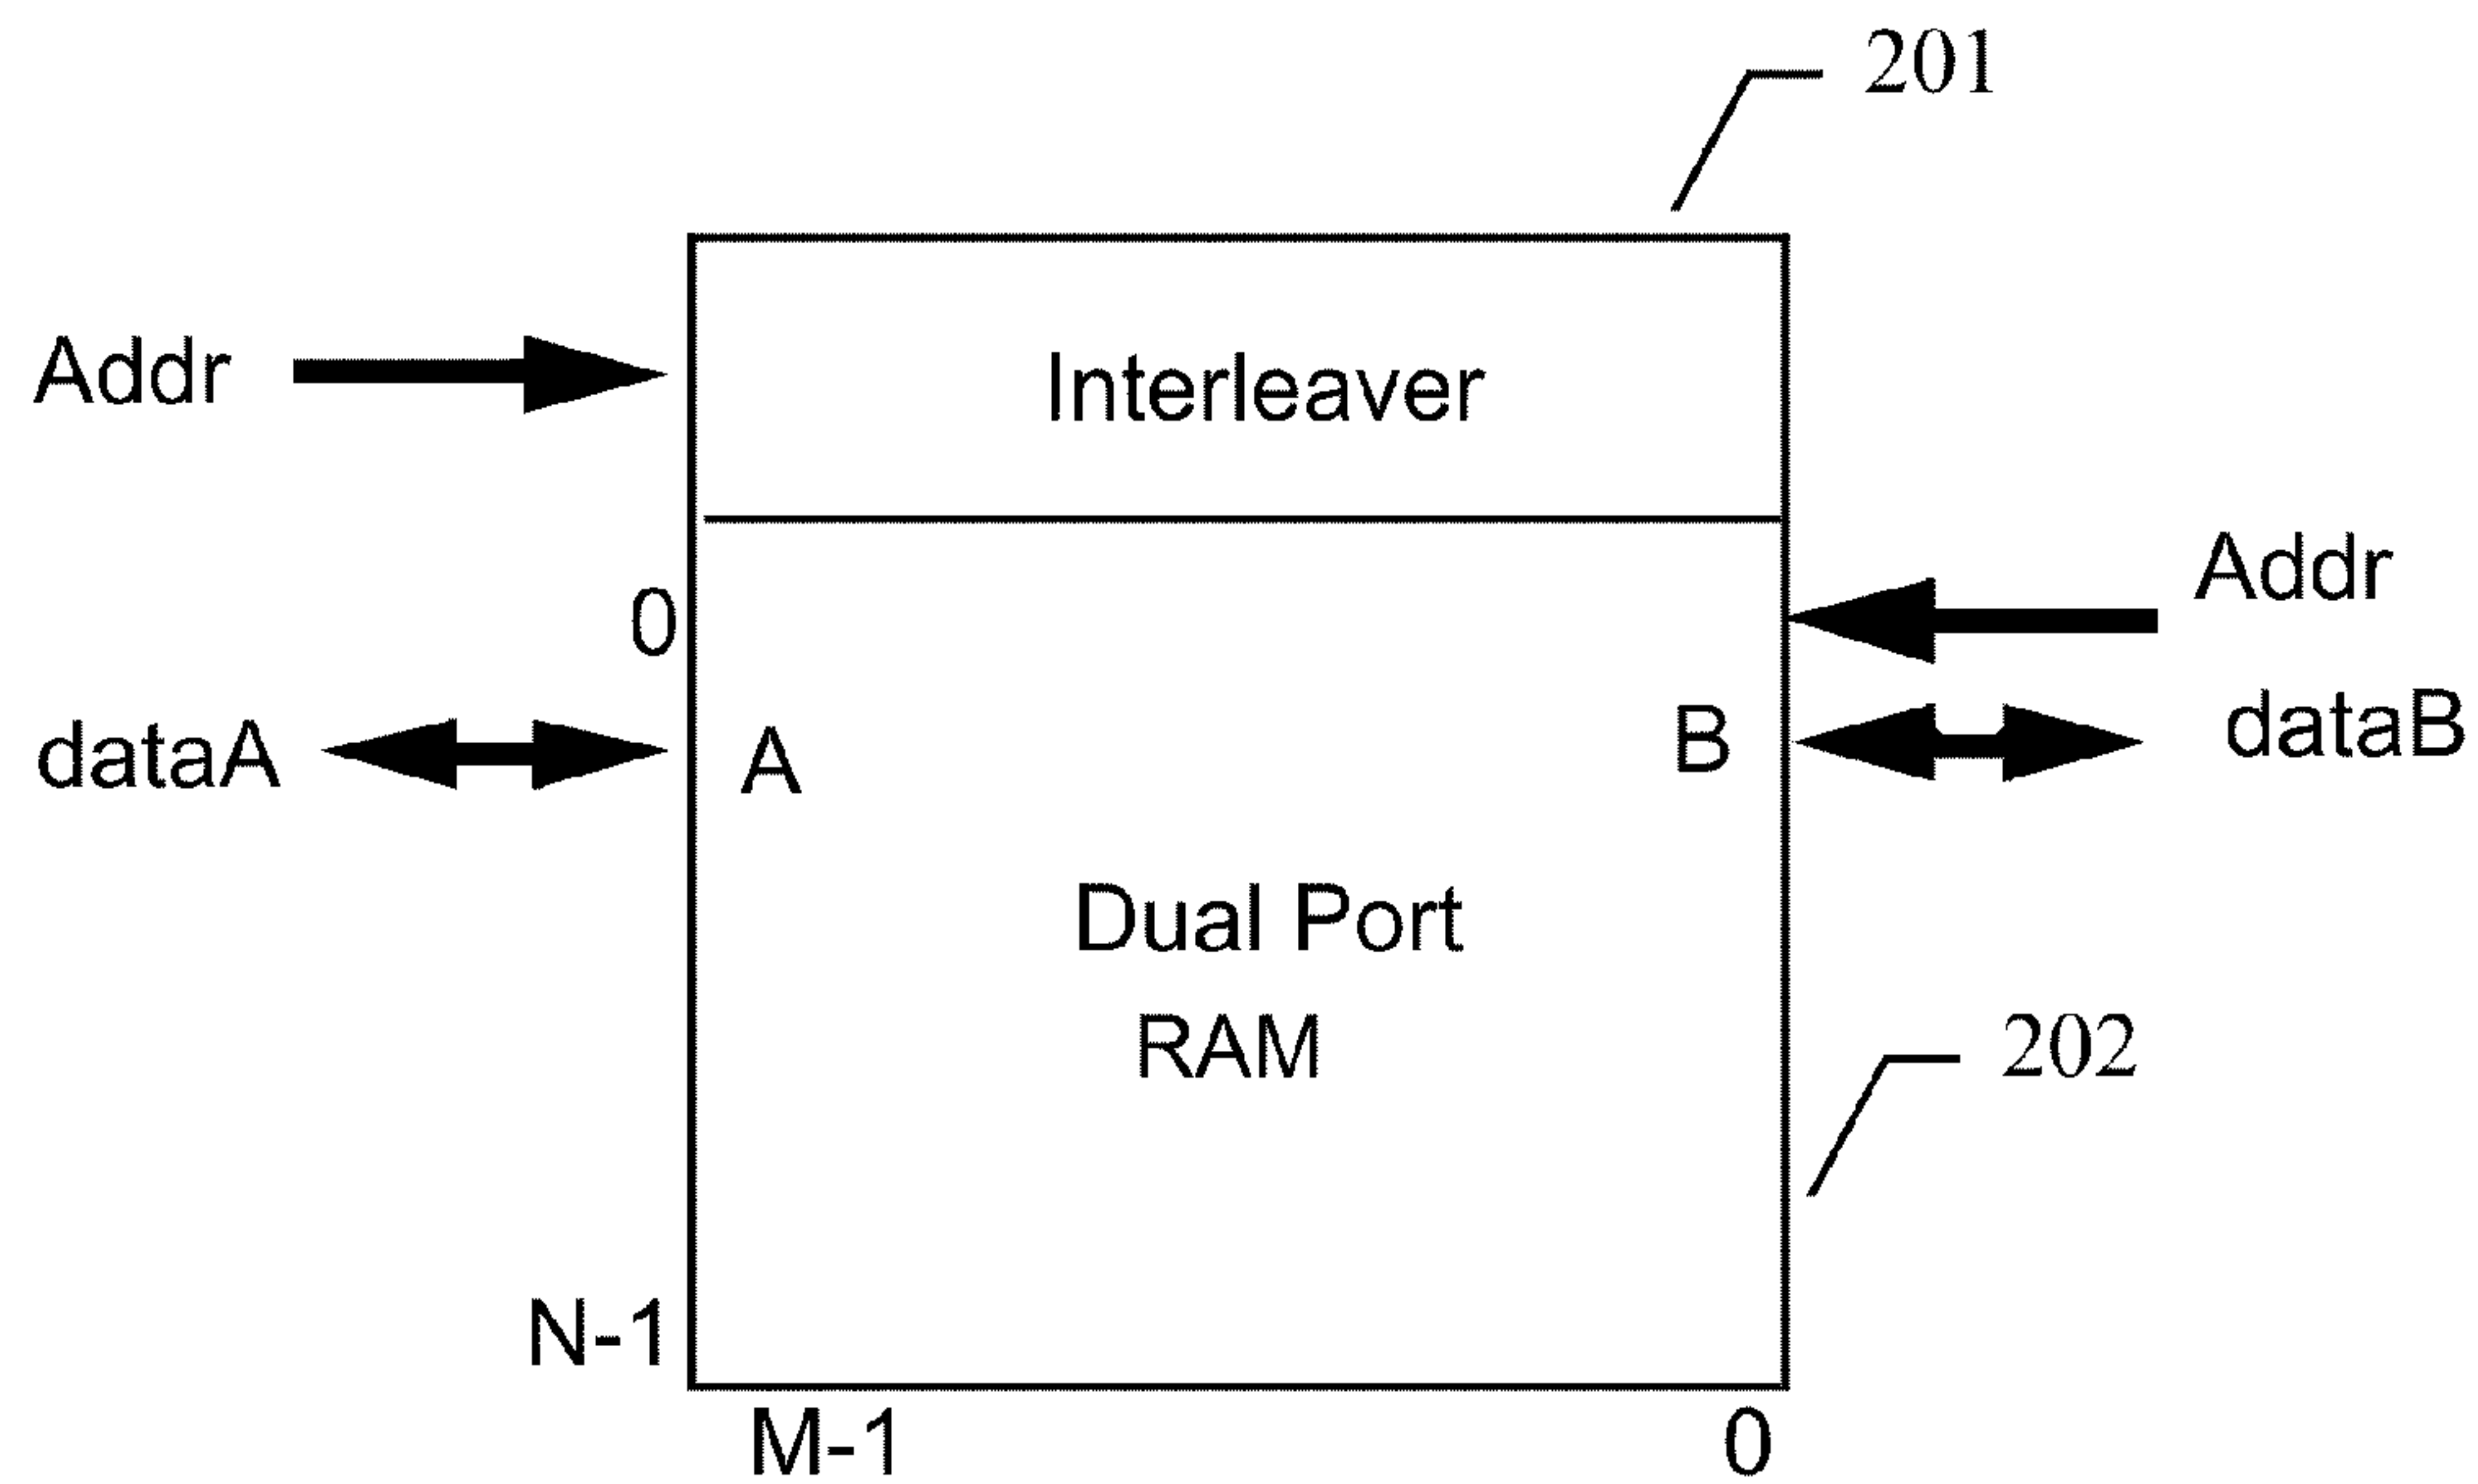 201
Addr
Interleaver
Addr
0
dataA
A
B
dataB
Dual Port
RAM
202
N-1
M-1
0